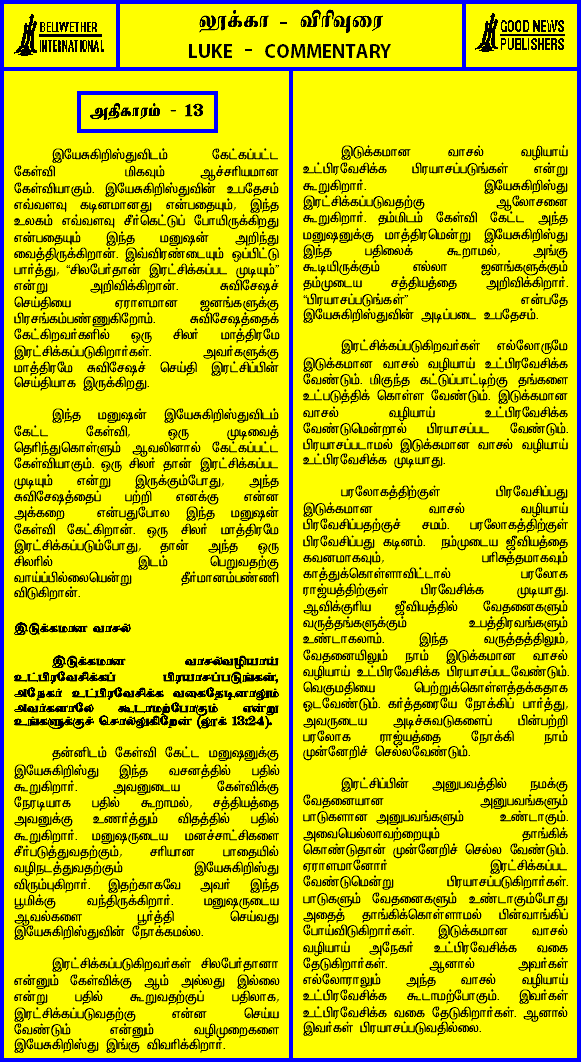 BELLWETHER
INTERNATIONAL
லூக்கா - விரிவுரை
LUKE - COMMENTARY
GOOD NEWS
PUBLISHERS
அதிகாரம் - 13
இயேசுகிறிஸ்துவிடம் கேட்கப்பட்ட
கேள்வி மிகவும் ஆச்சரியமான
கேள்வியாகும். இயேசுகிறிஸ்துவின் உபதேசம்
எவ்வளவு கடினமானது என்பதையும், இந்த
உலகம் எவ்வளவு சீர்கெட்டுப் போயிருக்கிறது
என்பதையும் இந்த மனுஷன் அறிந்து
வைத்திருக்கிறான். இவ்விரண்டையும் ஒப்பிட்டு
பார்த்து, “சிலபேர்தான் இரட்சிக்கப்பட முடியும்”
என்று அறிவிக்கிறான். சுவிசேஷச்
செய்தியை ஏராளமான ஜனங்களுக்கு
பிரசங்கம்பண்ணுகிறோம். சுவிசேஷத்தைக்
கேட்கிறவர்களில் ஒரு சிலர் மாத்திரமே
இரட்சிக்கப்படுகிறார்கள். அவர்களுக்கு
மாத்திரமே சுவிசேஷச் செய்தி இரட்சிப்பின்
செய்தியாக இருக்கிறது.
இந்த மனுஷன் இயேசுகிறிஸ்துவிடம்
கேட்ட கேள்வி, ஒரு முடிவைத்
தெரிந்துகொள்ளும் ஆவலினால் கேட்கப்பட்ட
கேள்வியாகும். ஒரு சிலர் தான் இரட்சிக்கப்பட
முடியும் என்று இருக்கும்போது, அந்த
சுவிசேஷத்தைப் பற்றி எனக்கு என்ன
அக்கறை என்பதுபோல இந்த மனுஷன்
கேள்வி கேட்கிறான். ஒரு சிலர் மாத்திரமே
இரட்சிக்கப்படும்போது, தான் அந்த ஒரு
சிலரில் இடம் பெறுவதற்கு
வாய்ப்பில்லையென்று தீர்மானம்பண்ணி
விடுகிறான்.
இடுக்கமான வாசல்
இடுக்கமான வாசல்வழியாய்
உட்பிரவேசிக்கப் பிரயாசப்படுங்கள்,
அநேகர் உட்பிரவேசிக்க வகைதேடினாலும்
அவர்களாலே கூடாமற்போகும் என்று
உங்களுக்குச் சொல்லுகிறேன் (லூக் 13:24).
தன்னிடம் கேள்வி கேட்ட மனுஷனுக்கு
இயேசுகிறிஸ்து இந்த வசனத்தில் பதில்
கூறுகிறார். அவனுடைய கேள்விக்கு
நேரடியாக பதில் கூறாமல், சத்தியத்தை
அவனுக்கு உணர்த்தும் விதத்தில் பதில்
கூறுகிறார். மனுஷருடைய மனச்சாட்சிகளை
சீர்படுத்துவதற்கும், சரியான பாதையில்
வழிநடத்துவதற்கும் இயேசுகிறிஸ்து
விரும்புகிறார். இதற்காகவே அவர் இந்த
பூமிக்கு வந்திருக்கிறார். மனுஷருடைய
ஆவல்களை பூர்த்தி செய்வது
இயேசுகிறிஸ்துவின் நோக்கமல்ல.
இரட்சிக்கப்படுகிறவர்கள் சிலபேர்தானா
என்னும் கேள்விக்கு ஆம் அல்லது இல்லை
என்று பதில் கூறுவதற்குப் பதிலாக,
இரட்சிக்கப்படுவதற்கு என்ன செய்ய
வேண்டும் என்னும் வழிமுறைகளை
இயேசுகிறிஸ்து இங்கு விவரிக்கிறார்.
இடுக்கமான வாசல் வழியாய்
உட்பிரவேசிக்க பிரயாசப்படுங்கள் என்று
கூறுகிறார். இயேசுகிறிஸ்து
இரட்சிக்கப்படுவதற்கு ஆலோசனை
கூறுகிறார். தம்மிடம் கேள்வி கேட்ட அந்த
மனுஷனுக்கு மாத்திரமென்று இயேசுகிறிஸ்து
இந்த பதிலைக் கூறாமல், அங்கு
கூடியிருக்கும் எல்லா ஜனங்களுக்கும்
தம்முடைய சத்தியத்தை அறிவிக்கிறார்.
“பிரயாசப்படுங்கள்” என்பதே
இயேசுகிறிஸ்துவின் அடிப்படை உபதேசம்.
இரட்சிக்கப்படுகிறவர்கள் எல்லோருமே
இடுக்கமான வாசல் வழியாய் உட்பிரவேசிக்க
வேண்டும். மிகுந்த கட்டுப்பாட்டிற்கு தங்களை
உட்படுத்திக் கொள்ள வேண்டும். இடுக்கமான
வாசல் வழியாய் உட்பிரவேசிக்க
வேண்டுமென்றால் பிரயாசப்பட வேண்டும்.
பிரயாசப்படாமல் இடுக்கமான வாசல் வழியாய்
உட்பிரவேசிக்க முடியாது.
பரலோகத்திற்குள் பிரவேசிப்பது
இடுக்கமான வாசல் வழியாய்
பிரவேசிப்பதற்குச் சமம். பரலோகத்திற்குள்
பிரவேசிப்பது கடினம். நம்முடைய ஜீவியத்தை
கவனமாகவும், பரிசுத்தமாகவும்
காத்துக்கொள்ளாவிட்டால் பரலோக
ராஜ்யத்திற்குள் பிரவேசிக்க முடியாது.
ஆவிக்குரிய ஜீவியத்தில் வேதனைகளும்
வருத்தங்களுக்கும் உபத்திரவங்களும்
உண்டாகலாம். இந்த வருத்தத்திலும்,
வேதனையிலும் நாம் இடுக்கமான வாசல்
வழியாய் உட்பிரவேசிக்க பிரயாசப்படவேண்டும்.
வெகுமதியை பெற்றுக்கொள்ளத்தக்கதாக
ஓடவேண்டும். கர்த்தரையே நோக்கிப் பார்த்து,
அவருடைய அடிச்சுவடுகளைப் பின்பற்றி
பரலோக ராஜ்யத்தை நோக்கி நாம்
முன்னேறிச் செல்லவேண்டும்.
இரட்சிப்பின் அனுபவத்தில் நமக்கு
வேதனையான அனுபவங்களும்
பாடுகளான அனுபவங்களும் உண்டாகும்.
அவையெல்லாவற்றையும் தாங்கிக்
கொண்டுதான் முன்னேறிச் செல்ல வேண்டும்.
ஏராளமானோர் இரட்சிக்கப்பட
வேண்டுமென்று பிரயாசப்படுகிறார்கள்.
பாடுகளும் வேதனைகளும் உண்டாகும்போது
அதைத் தாங்கிக்கொள்ளாமல் பின்வாங்கிப்
போய்விடுகிறார்கள். இடுக்கமான வாசல்
வழியாய் அநேகர் உட்பிரவேசிக்க வகை
தேடுகிறார்கள். ஆனால் அவர்கள்
எல்லோராலும் அந்த வாசல் வழியாய்
உட்பிரவேசிக்க கூடாமற்போகும். இவர்கள்
உட்பிரவேசிக்க வகை தேடுகிறார்கள். ஆனால்
இவர்கள் பிரயாசப்படுவதில்லை.